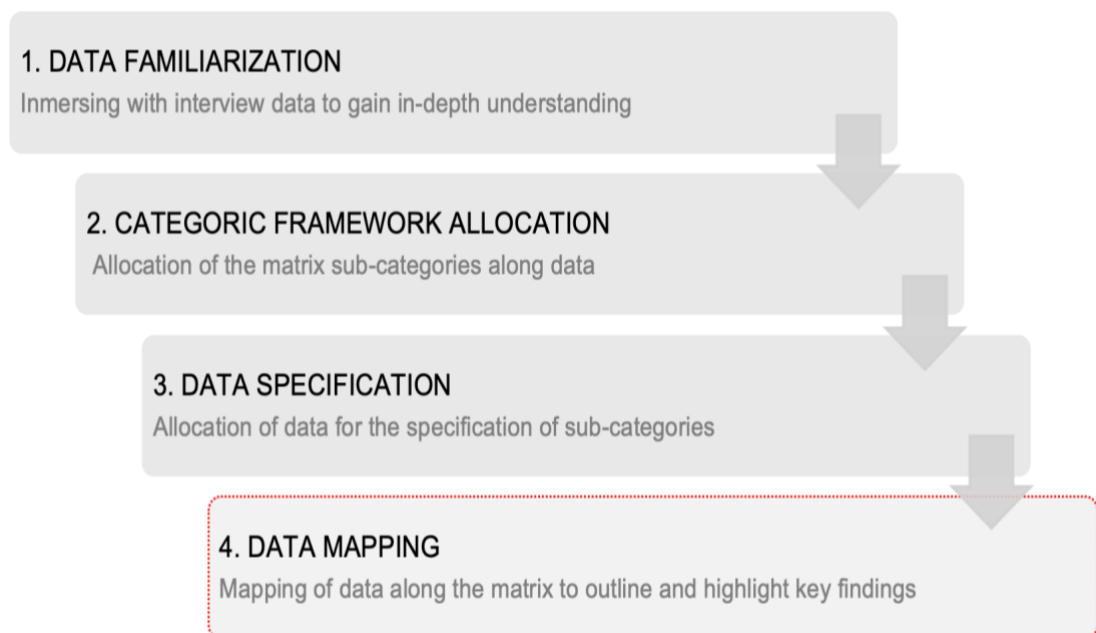 1. DATA FAMILIARIZATION
Inmersing with interview data to gain in-depth understanding
2. CATEGORIC FRAMEWORK ALLOCATION
Allocation of the matrix sub-categories along data
3. DATA SPECIFICATION
Allocation of data for the specification of sub-categories
4. DATA MAPPING
Mapping of data along the matrix to outline and highlight key findings